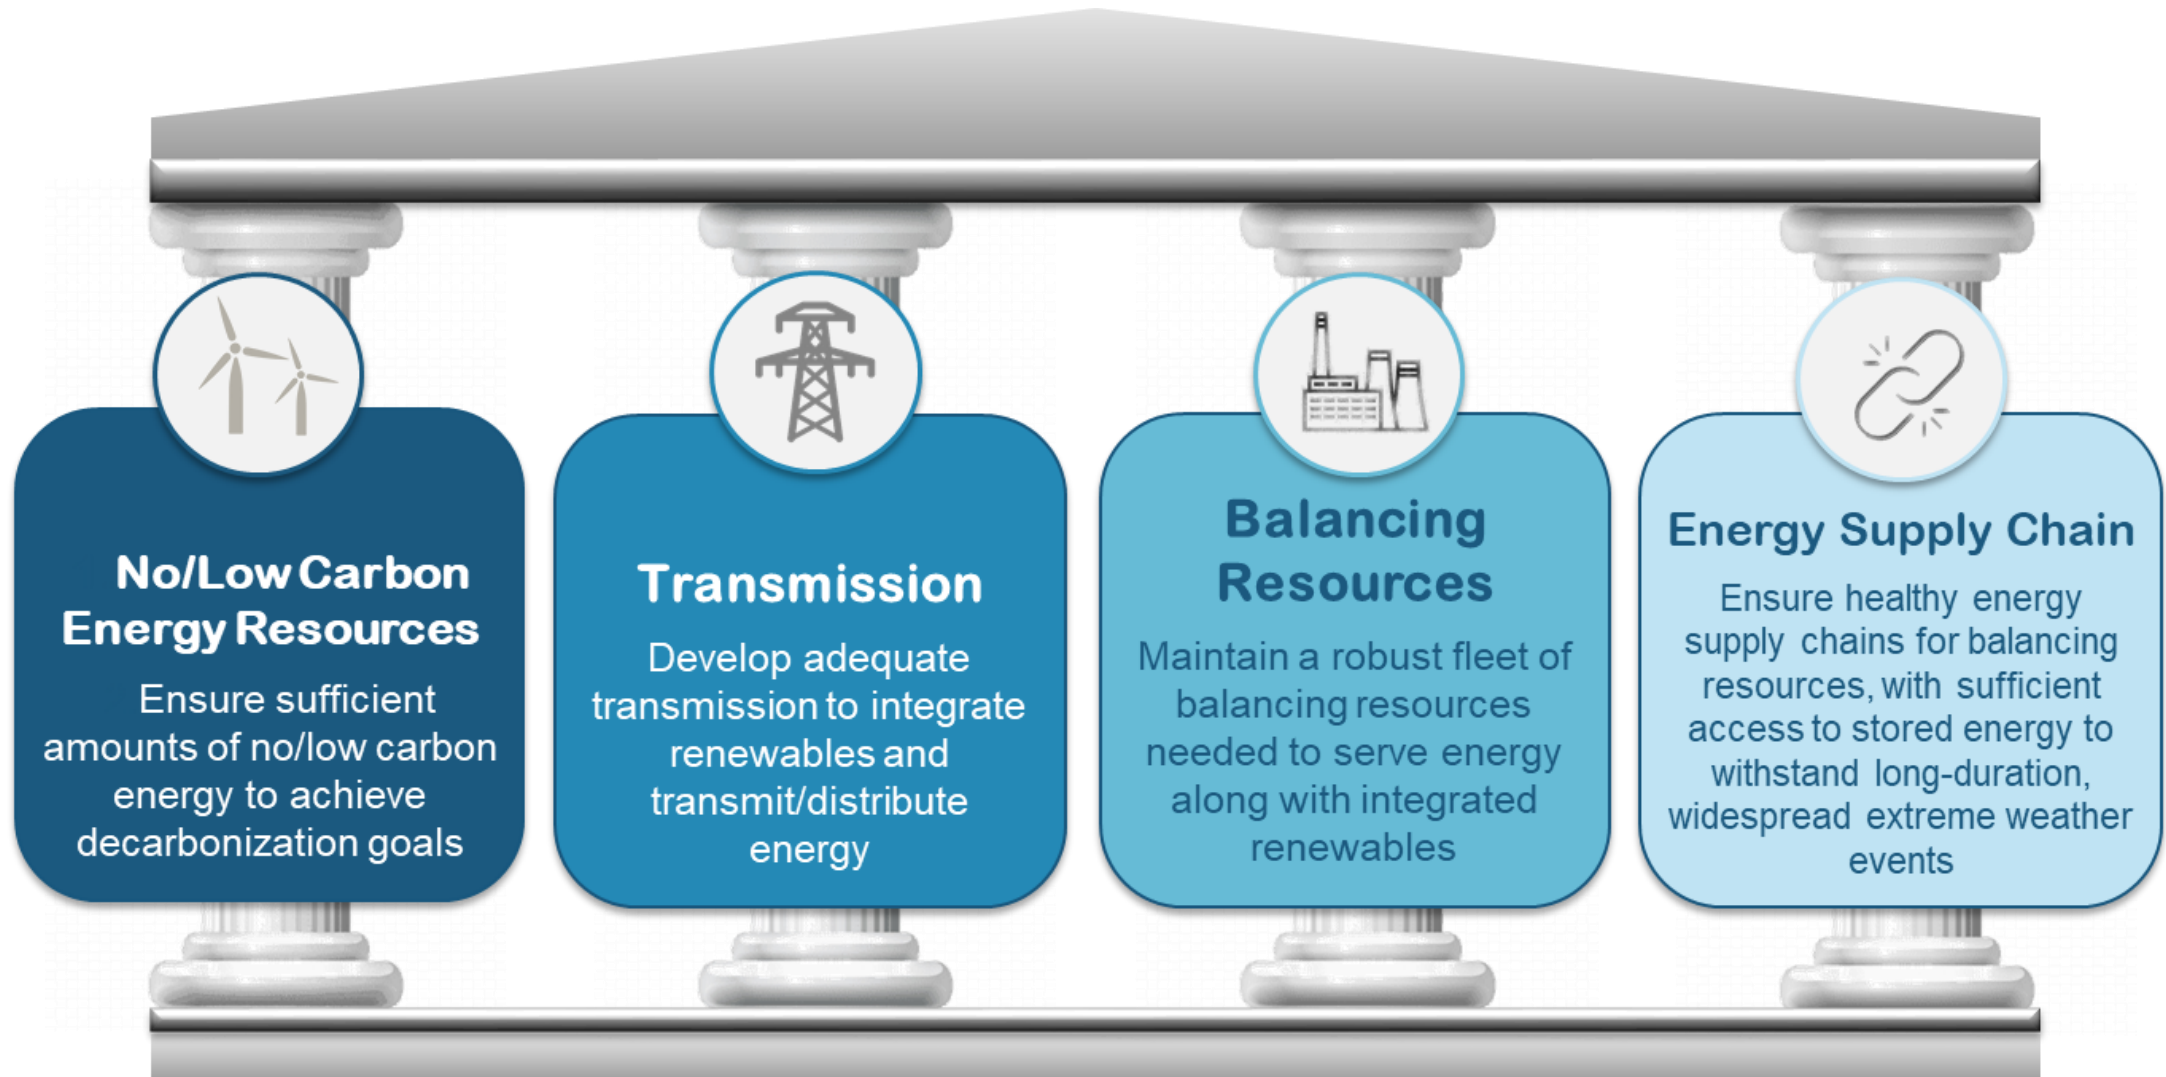 No/Low Carbon
Energy Resources
Ensure sufficient
amounts of no/low carbon
energy to achieve
decarbonization goals
Transmission
Develop adequate
transmission to integrate
renewables and
transmit/distribute
energy
Balancing
Resources
Maintain a robust fleet of
balancing resources
needed to serve energy
along with integrated
renewables
Energy Supply Chain
Ensure healthy energy
supply chains for balancing
resources, with sufficient
access to stored energy to
withstand long-duration,
widespread extreme weather
events